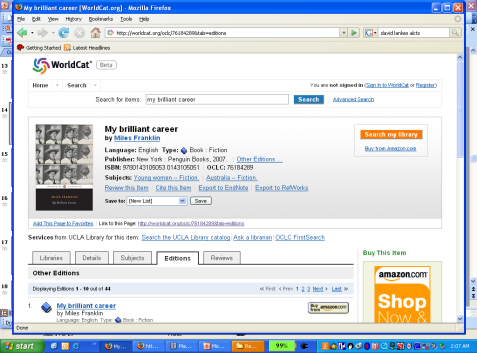 My brilliant career [WorldCat.org] - Mozilla Firefox
File Edit View History Bookmarks Tools Help
http://worldcat.org/oclc/76184289&tab=editions
david lankes alcts
Getting Started Latest Headlines
WorldCat Beta
Home Search
You are not signed in (Sign in to WorldCat or Register)
Search for items: my brilliant career Search Advanced Search
My brilliant career
by Miles Franklin
Search my library
Buy from Amazon.com
Language: English Type: Book : Fiction
Publisher: New York : Penguin Books, 2007. Other Editions ...
ISBN: 9780143105053 0143105051 OCLC: 76184289
Subjects: Young women -- Fiction. Australia -- Fiction.
Review this Item Cite this Item Export to EndNote Export to RefWorks
Save to: [New List] Save
Add This Page to Favorites Link to this Page: http://worldcat.org/oclc/76184289&tab=editions
Services from UCLA Library for this item: Search the UCLA Library catalog Ask a librarian OCLC FirstSearch
Libraries Details Subjects Editions Reviews
Buy This Item
Other Editions
Displaying Editions 1 - 10 out of 44
« First < Prev 1 2 3 Next > Last »
amazon.com
Shop
Now &
1. My brilliant career
by Miles Franklin
Language: English Type: Book : Fiction
Buy from
Done
13
14
15
16
17
18
start
99%
2:07 AM